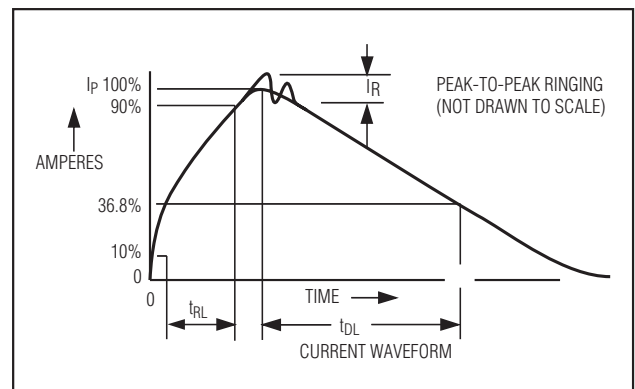 IP 100%
90%
AMPERES
36.8%
10%
0
0
tRL
TIME
tDL
CURRENT WAVEFORM
IR
PEAK-TO-PEAK RINGING
(NOT DRAWN TO SCALE)